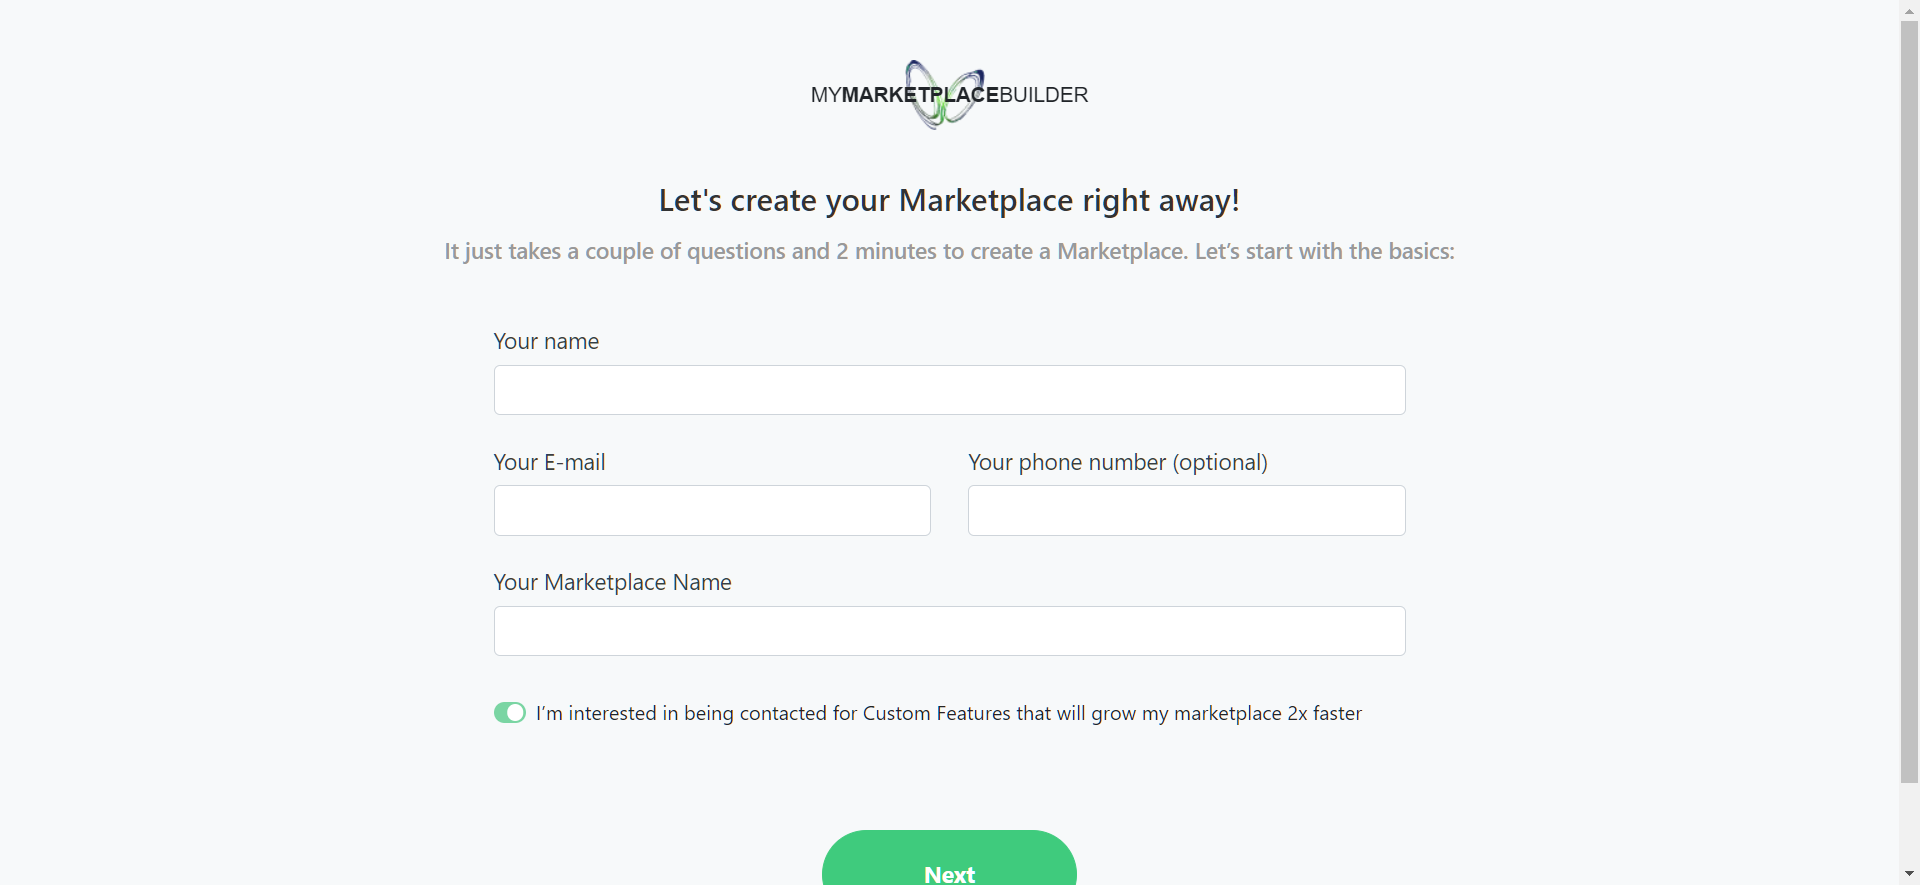 MYMARKETPLACEBUILDER
Let's create your Marketplace right away!
It just takes a couple of questions and 2 minutes to create a Marketplace. Let’s start with the basics:
Your name
Your E-mail
Your phone number (optional)
Your Marketplace Name
I’m interested in being contacted for Custom Features that will grow my marketplace 2x faster
Next